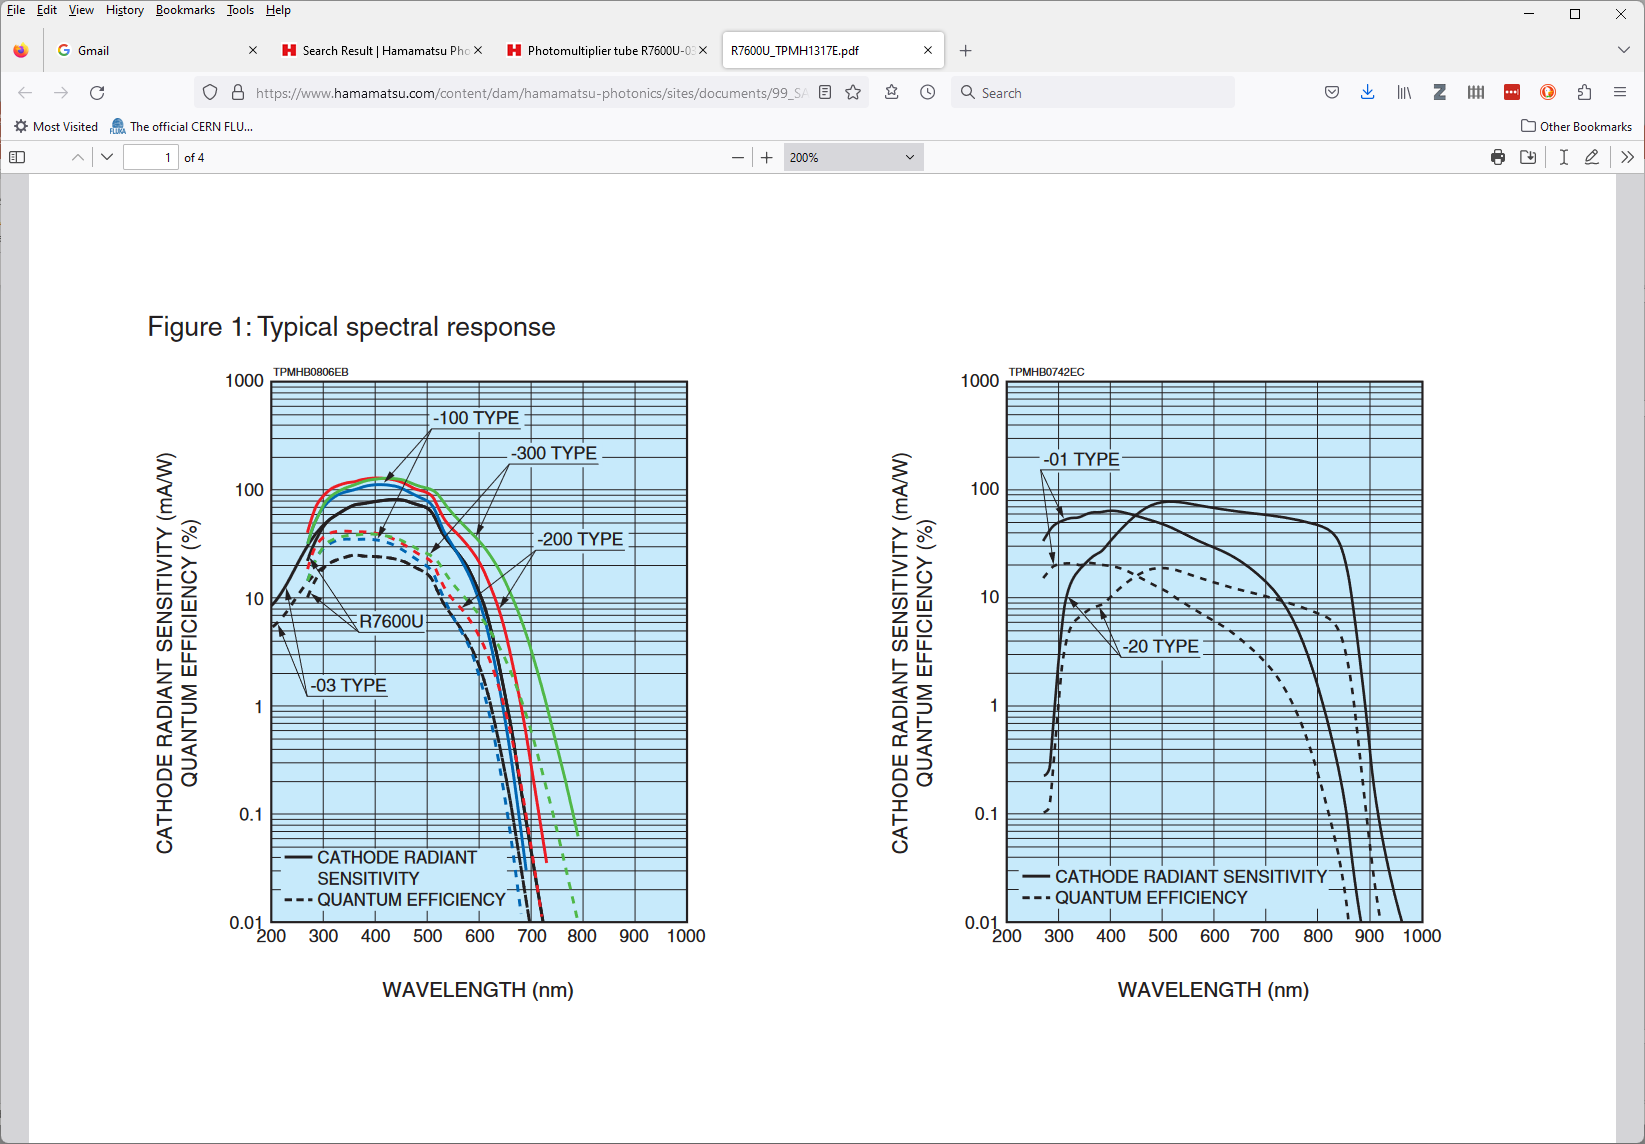 File Edit View History Bookmarks Tools Help
Gmail
Search Result | Hamamatsu Pho
Photomultiplier tube R7600U-03
R7600U_TPMH1317E.pdf
https://www.hamamatsu.com/content/dam/hamamatsu-photonics/sites/documents/99_SA
Search
Most Visited
The official CERN FLU...
Other Bookmarks
1 of 4
200%
Figure 1: Typical spectral response
TPMHB0806EB
1000
100
10
1
0.1
0.01
CATHODE RADIANT SENSITIVITY (mA/W)
QUANTUM EFFICIENCY (%)
-100 TYPE
-300 TYPE
-200 TYPE
R7600U
-03 TYPE
CATHODE RADIANT
SENSITIVITY
QUANTUM EFFICIENCY
200 300 400 500 600 700 800 900 1000
WAVELENGTH (nm)
TPMHB0742EC
1000
100
10
1
0.1
0.01
CATHODE RADIANT SENSITIVITY (mA/W)
QUANTUM EFFICIENCY (%)
-01 TYPE
-20 TYPE
CATHODE RADIANT SENSITIVITY
QUANTUM EFFICIENCY
200 300 400 500 600 700 800 900 1000
WAVELENGTH (nm)